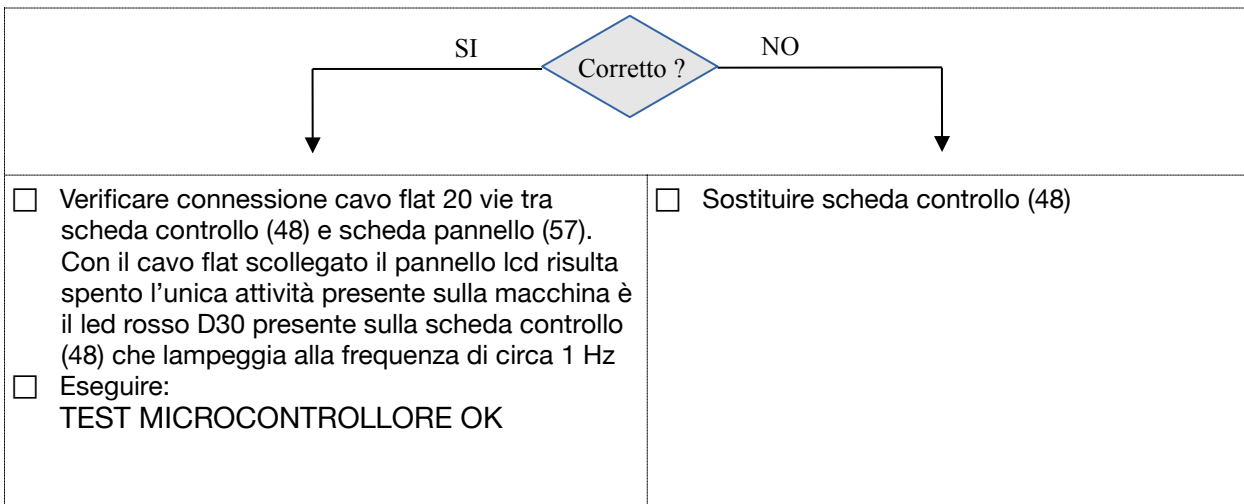 SI
Corretto ?
NO
☐ Verificare connessione cavo flat 20 vie tra
scheda controllo (48) e scheda pannello (57).
Con il cavo flat scollegato il pannello lcd risulta
spento l’unica attività presente sulla macchina è
il led rosso D30 presente sulla scheda controllo
(48) che lampeggia alla frequenza di circa 1 Hz
☐ Eseguire:
TEST MICROCONTROLLORE OK
☐ Sostituire scheda controllo (48)